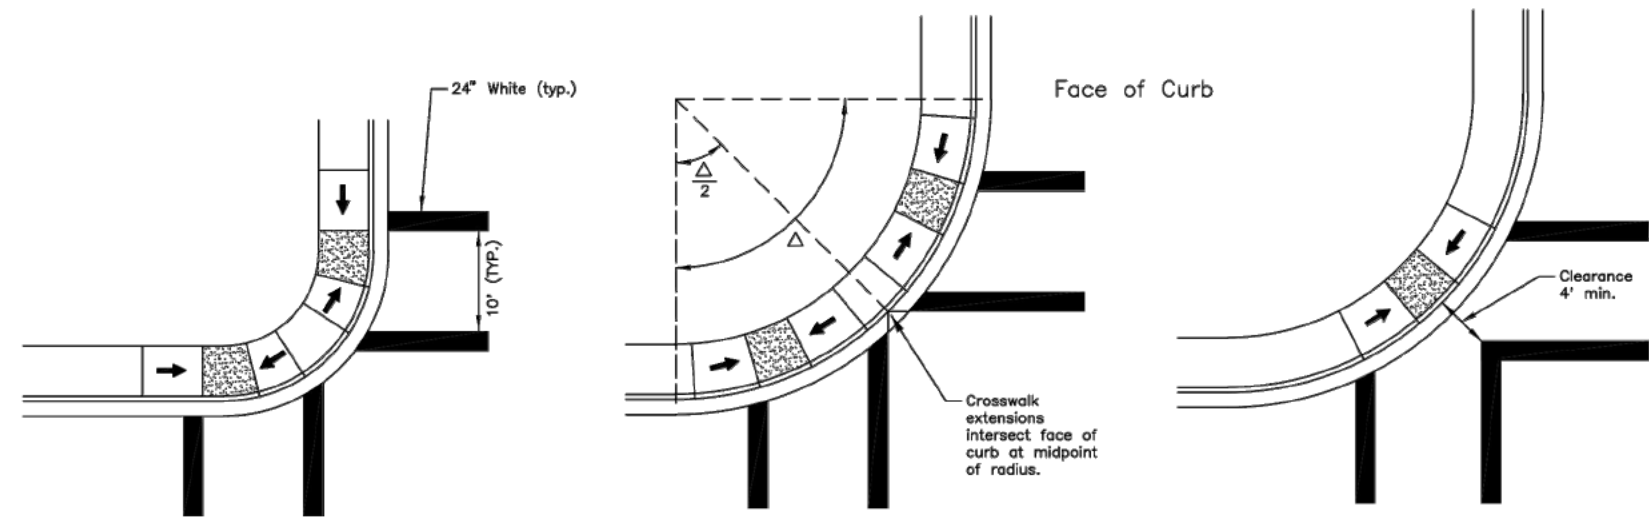 24" White (typ.)
10' (TYP.)
Δ
2
Δ
Face of Curb
Crosswalk
extensions
intersect face of
curb at midpoint
of radius.
Clearance
4' min.